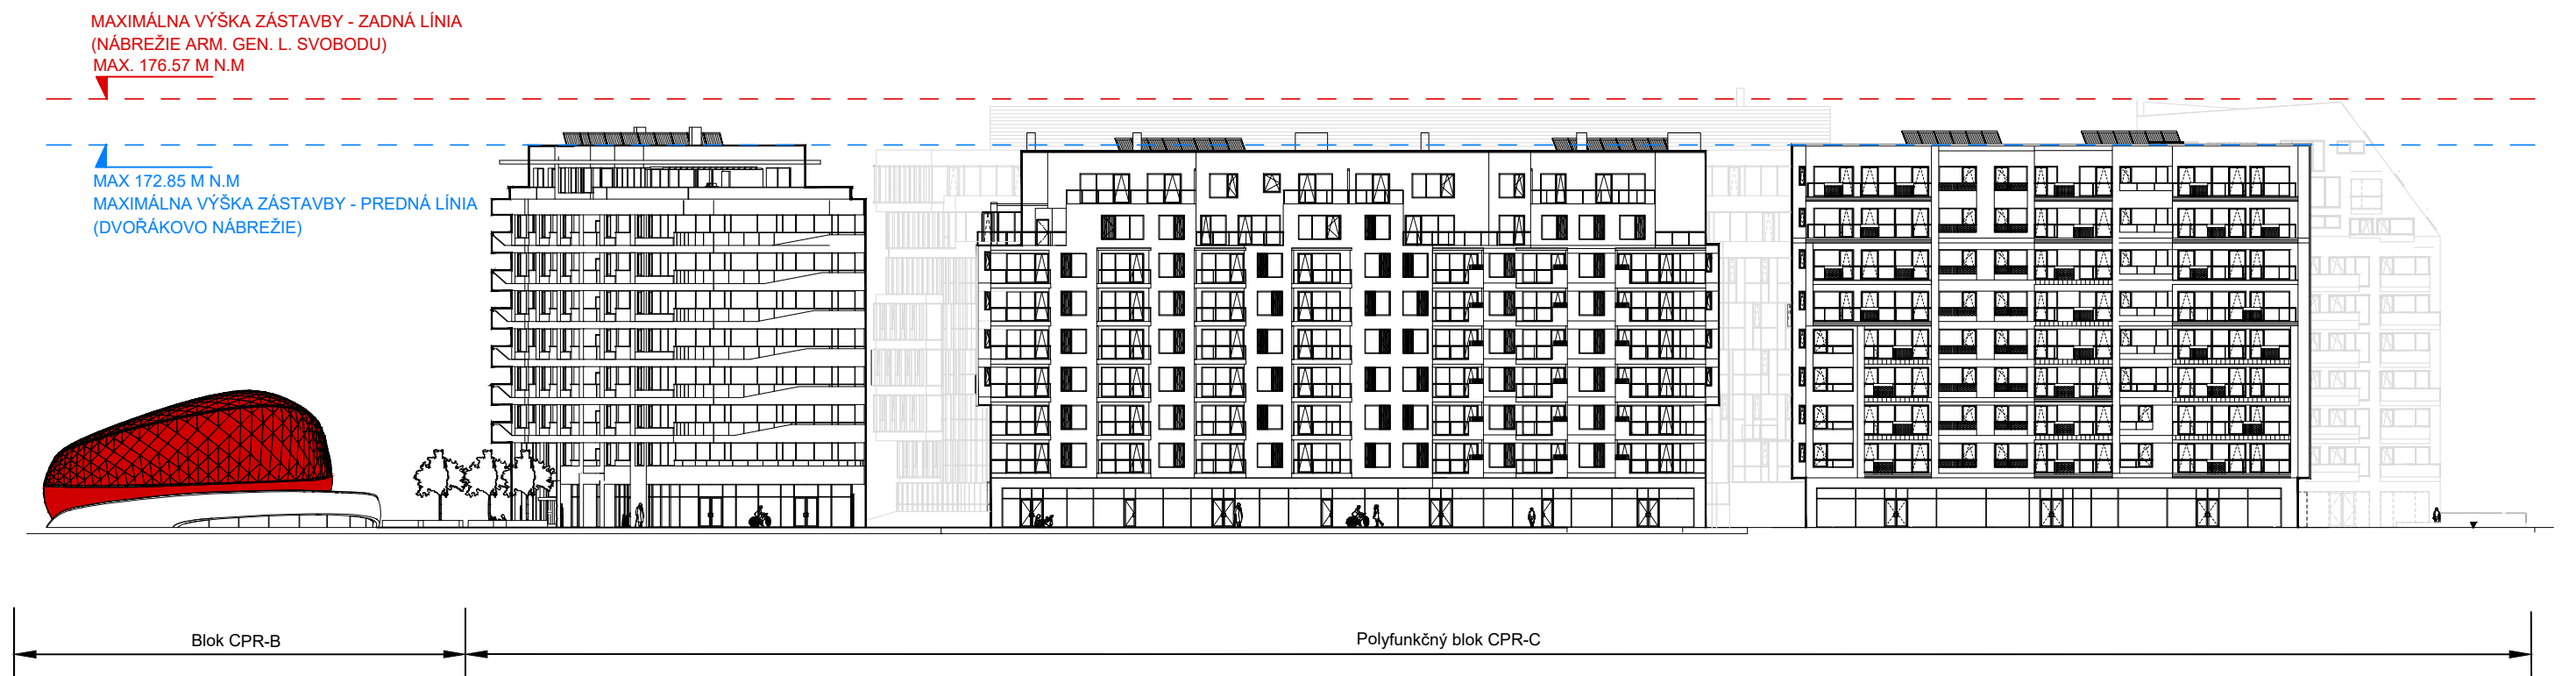 MAXIMÁLNA VÝŠKA ZÁSTAVBY - ZADNÁ LÍNIA
(NÁBREŽIE ARM. GEN. L. SVOBODU)
MAX. 176.57 M N.M
MAX 172.85 M N.M
MAXIMÁLNA VÝŠKA ZÁSTAVBY - PREDNÁ LÍNIA
(DVOŘÁKOVO NÁBREŽIE)
Blok CPR-B
Polyfunkčný blok CPR-C